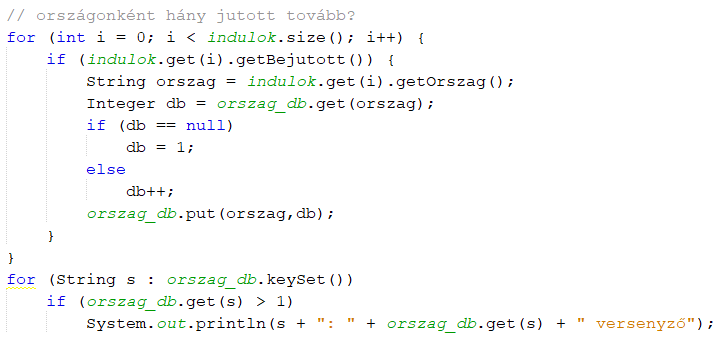 // országonként hány jutott tovább?
for (int i = 0; i < indulok.size(); i++) {
    if (indulok.get(i).getBejutott()) {
        String orszag = indulok.get(i).getOrszag();
        Integer db = orszag_db.get(orszag);
        if (db == null)
            db = 1;
        else
            db++;
        orszag_db.put(orszag,db);
    }
}
for (String s : orszag_db.keySet())
    if (orszag_db.get(s) > 1)
        System.out.println(s + ": " + orszag_db.get(s) + " versenyző");